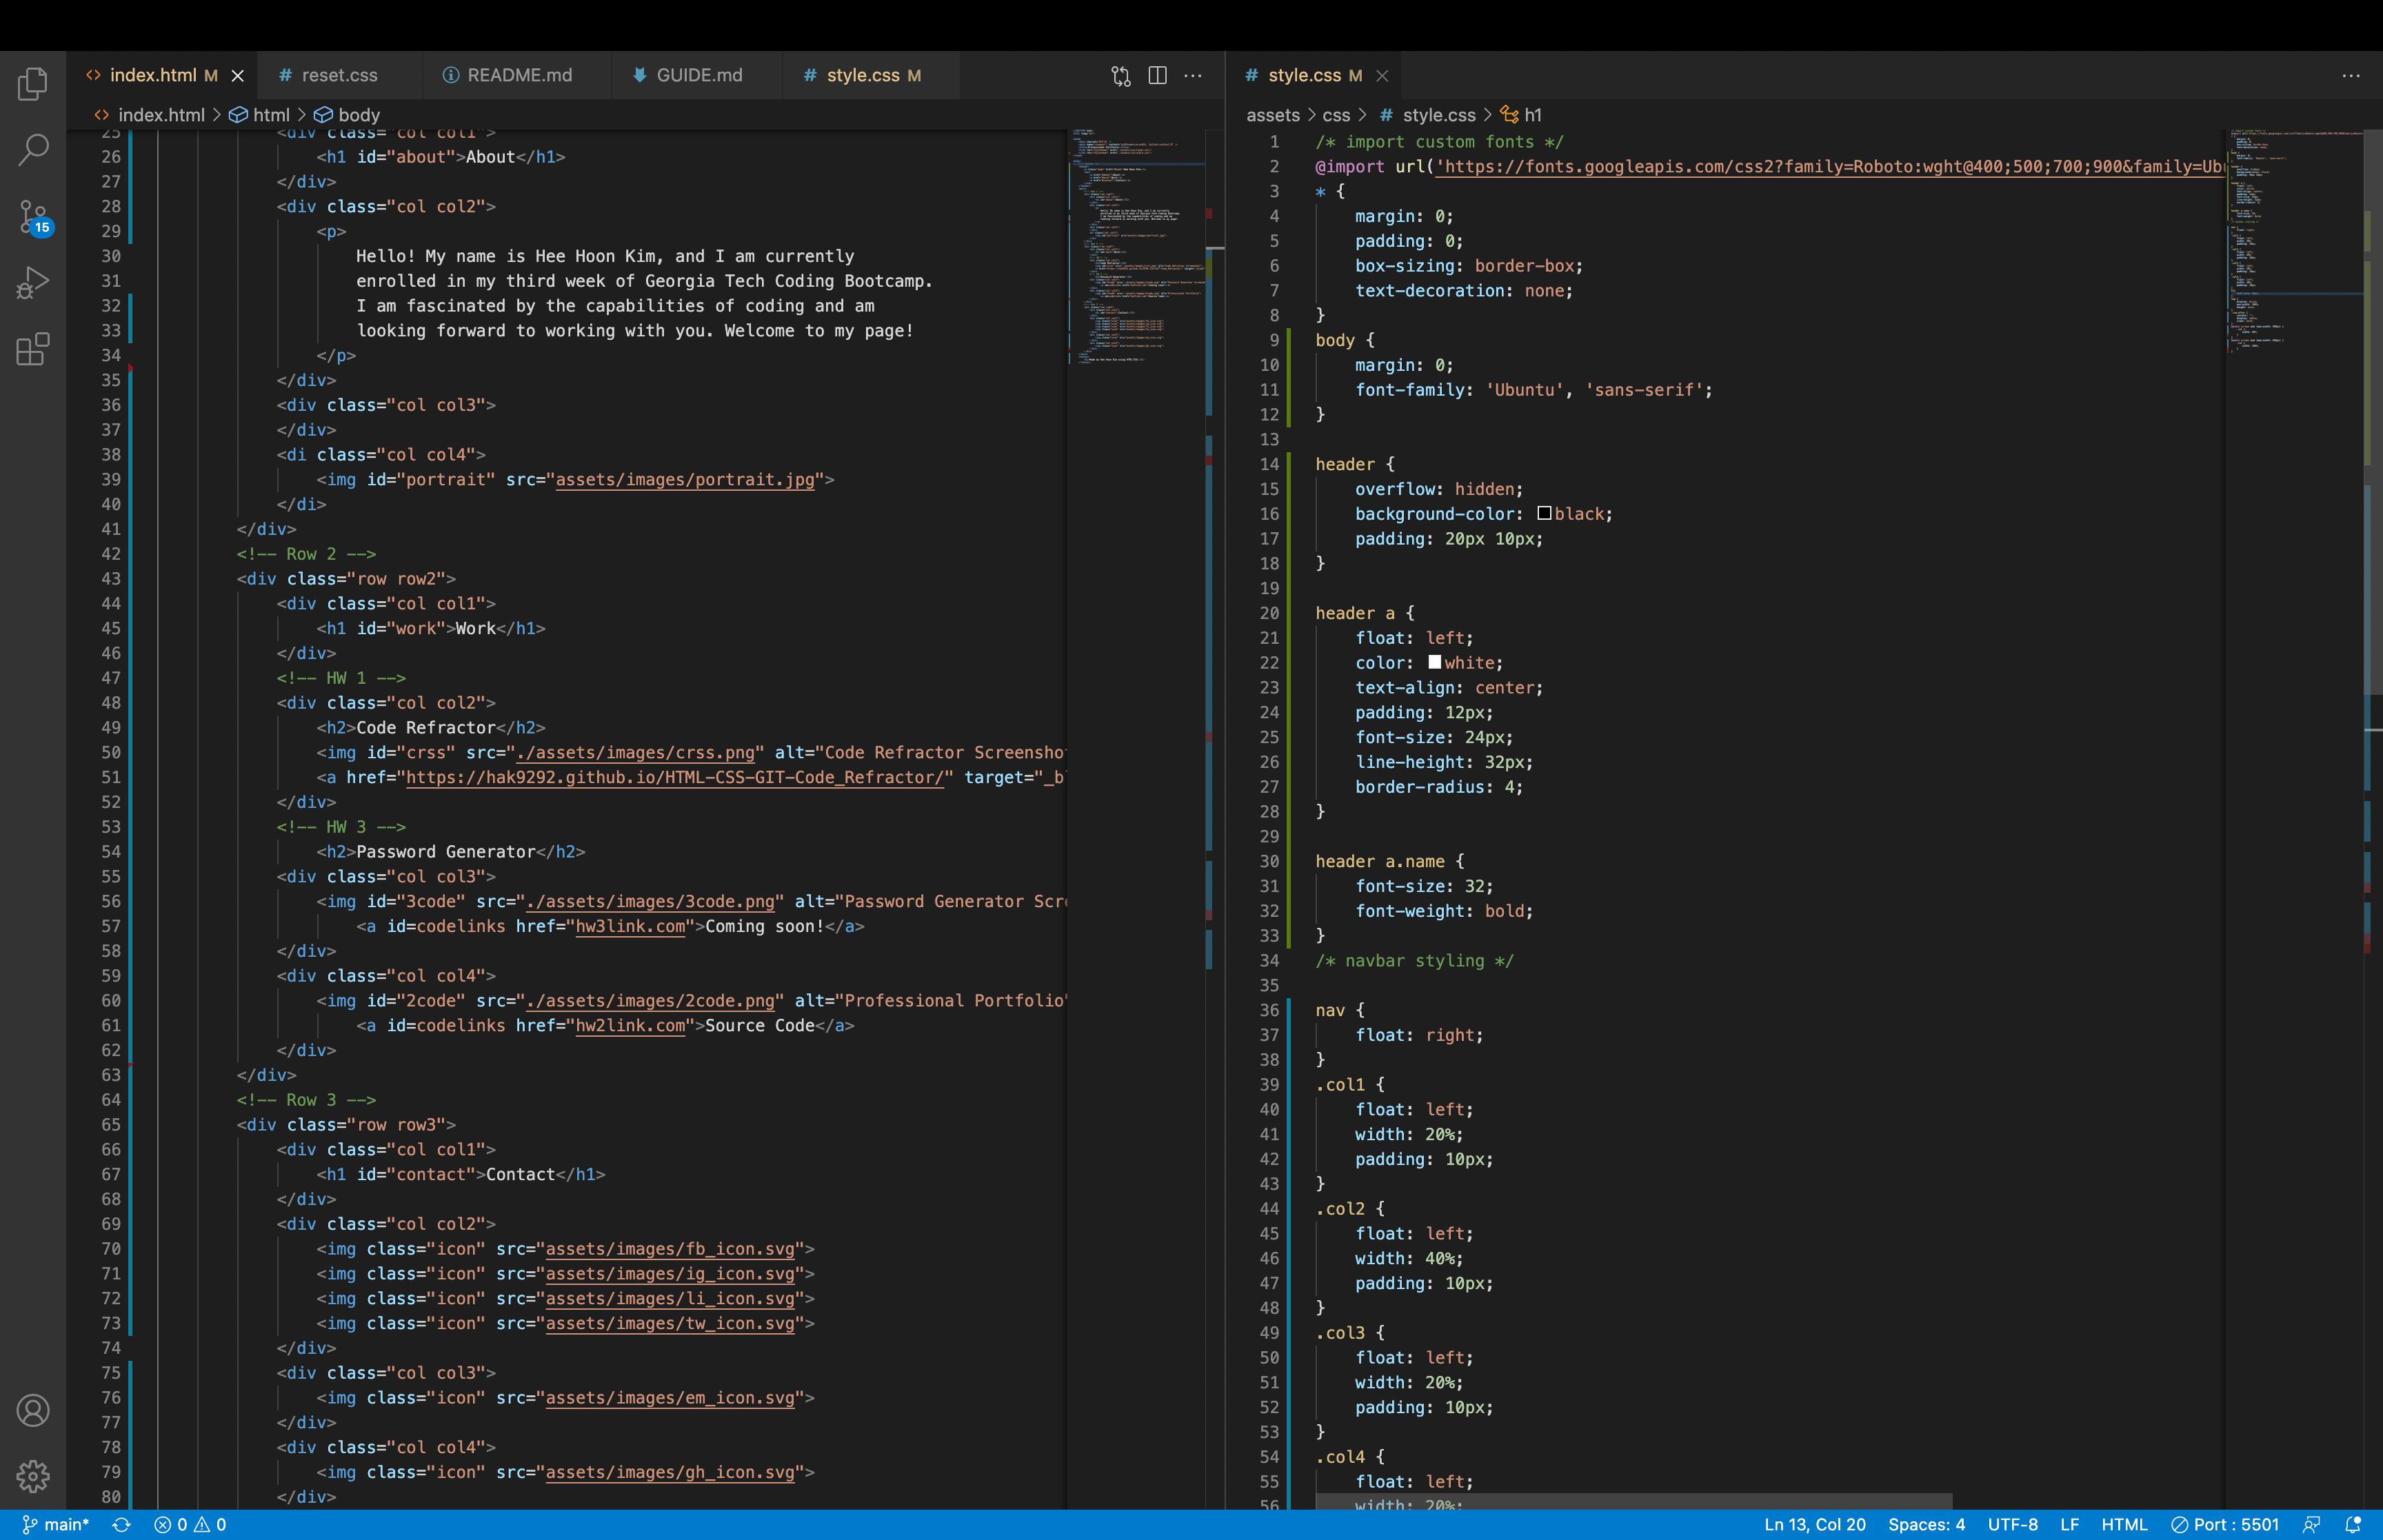 index.html M
reset.css
README.md
GUIDE.md
style.css M
index.html > html > body
25 <div class="col col1">
26 <h1 id="about">About</h1>
27 </div>
28 <div class="col col2">
29 <p>
30 Hello! My name is Hee Hoon Kim, and I am currently
31 enrolled in my third week of Georgia Tech Coding Bootcamp.
32 I am fascinated by the capabilities of coding and am
33 looking forward to working with you. Welcome to my page!
34 </p>
35 </div>
36 <div class="col col3">
37 </div>
38 <di class="col col4">
39 <img id="portrait" src="assets/images/portrait.jpg">
40 </di>
41 </div>
42 <!-- Row 2 -->
43 <div class="row row2">
44 <div class="col col1">
45 <h1 id="work">Work</h1>
46 </div>
47 <!-- HW 1 -->
48 <div class="col col2">
49 <h2>Code Refractor</h2>
50 <img id="crss" src="./assets/images/crss.png" alt="Code Refractor Screensho
51 <a href="https://hak9292.github.io/HTML-CSS-GIT-Code_Refractor/" target="_b
52 </div>
53 <!-- HW 3 -->
54 <h2>Password Generator</h2>
55 <div class="col col3">
56 <img id="3code" src="./assets/images/3code.png" alt="Password Generator Scr
57 <a id=codelinks href="hw3link.com">Coming soon!</a>
58 </div>
59 <div class="col col4">
60 <img id="2code" src="./assets/images/2code.png" alt="Professional Portfolio"
61 <a id=codelinks href="hw2link.com">Source Code</a>
62 </div>
63 </div>
64 <!-- Row 3 -->
65 <div class="row row3">
66 <div class="col col1">
67 <h1 id="contact">Contact</h1>
68 </div>
69 <div class="col col2">
70 <img class="icon" src="assets/images/fb_icon.svg">
71 <img class="icon" src="assets/images/ig_icon.svg">
72 <img class="icon" src="assets/images/li_icon.svg">
73 <img class="icon" src="assets/images/tw_icon.svg">
74 </div>
75 <div class="col col3">
76 <img class="icon" src="assets/images/em_icon.svg">
77 </div>
78 <div class="col col4">
79 <img class="icon" src="assets/images/gh_icon.svg">
80 </div>
style.css M
assets > css > # style.css > h1
1 /* import custom fonts */
2 @import url('https://fonts.googleapis.com/css2?family=Roboto:wght@400;500;700;900&family=Ub
3 * {
4 margin: 0;
5 padding: 0;
6 box-sizing: border-box;
7 text-decoration: none;
8 }
9 body {
10 margin: 0;
11 font-family: 'Ubuntu', 'sans-serif';
12 }
13
14 header {
15 overflow: hidden;
16 background-color: black;
17 padding: 20px 10px;
18 }
19
20 header a {
21 float: left;
22 color: white;
23 text-align: center;
24 padding: 12px;
25 font-size: 24px;
26 line-height: 32px;
27 border-radius: 4;
28 }
29
30 header a.name {
31 font-size: 32;
32 font-weight: bold;
33 }
34 /* navbar styling */
35
36 nav {
37 float: right;
38 }
39 .col1 {
40 float: left;
41 width: 20%;
42 padding: 10px;
43 }
44 .col2 {
45 float: left;
46 width: 40%;
47 padding: 10px;
48 }
49 .col3 {
50 float: left;
51 width: 20%;
52 padding: 10px;
53 }
54 .col4 {
55 float: left;
56 width: 20%;
15
main* 0 0
Ln 13, Col 20 Spaces: 4 UTF-8 LF HTML Port : 5501